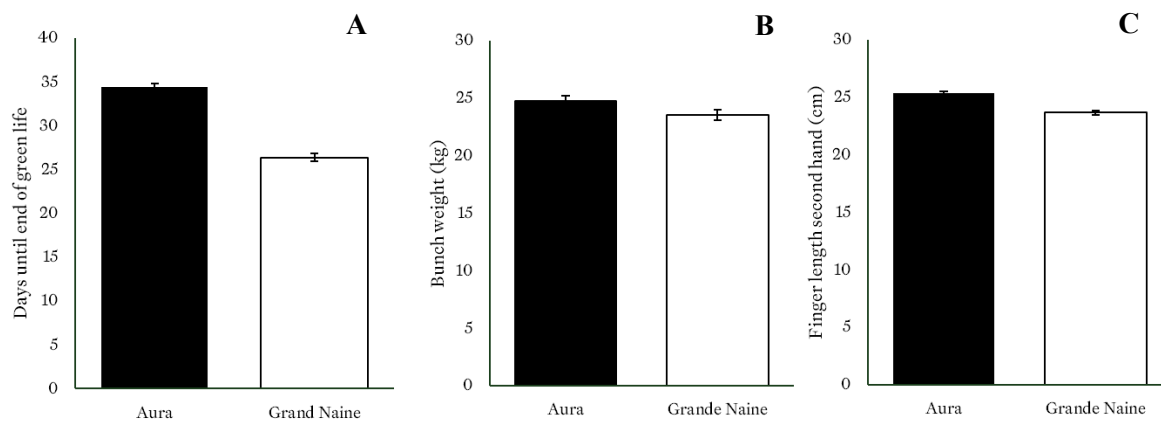 A
Days until end of green life
40
35
30
25
20
15
10
5
0
Aura
Grand Naine
B
Bunch weight (kg)
30
25
20
15
10
5
0
Aura
Grande Naine
C
Finger length second hand (cm)
30
25
20
15
10
5
0
Aura
Grande Naine